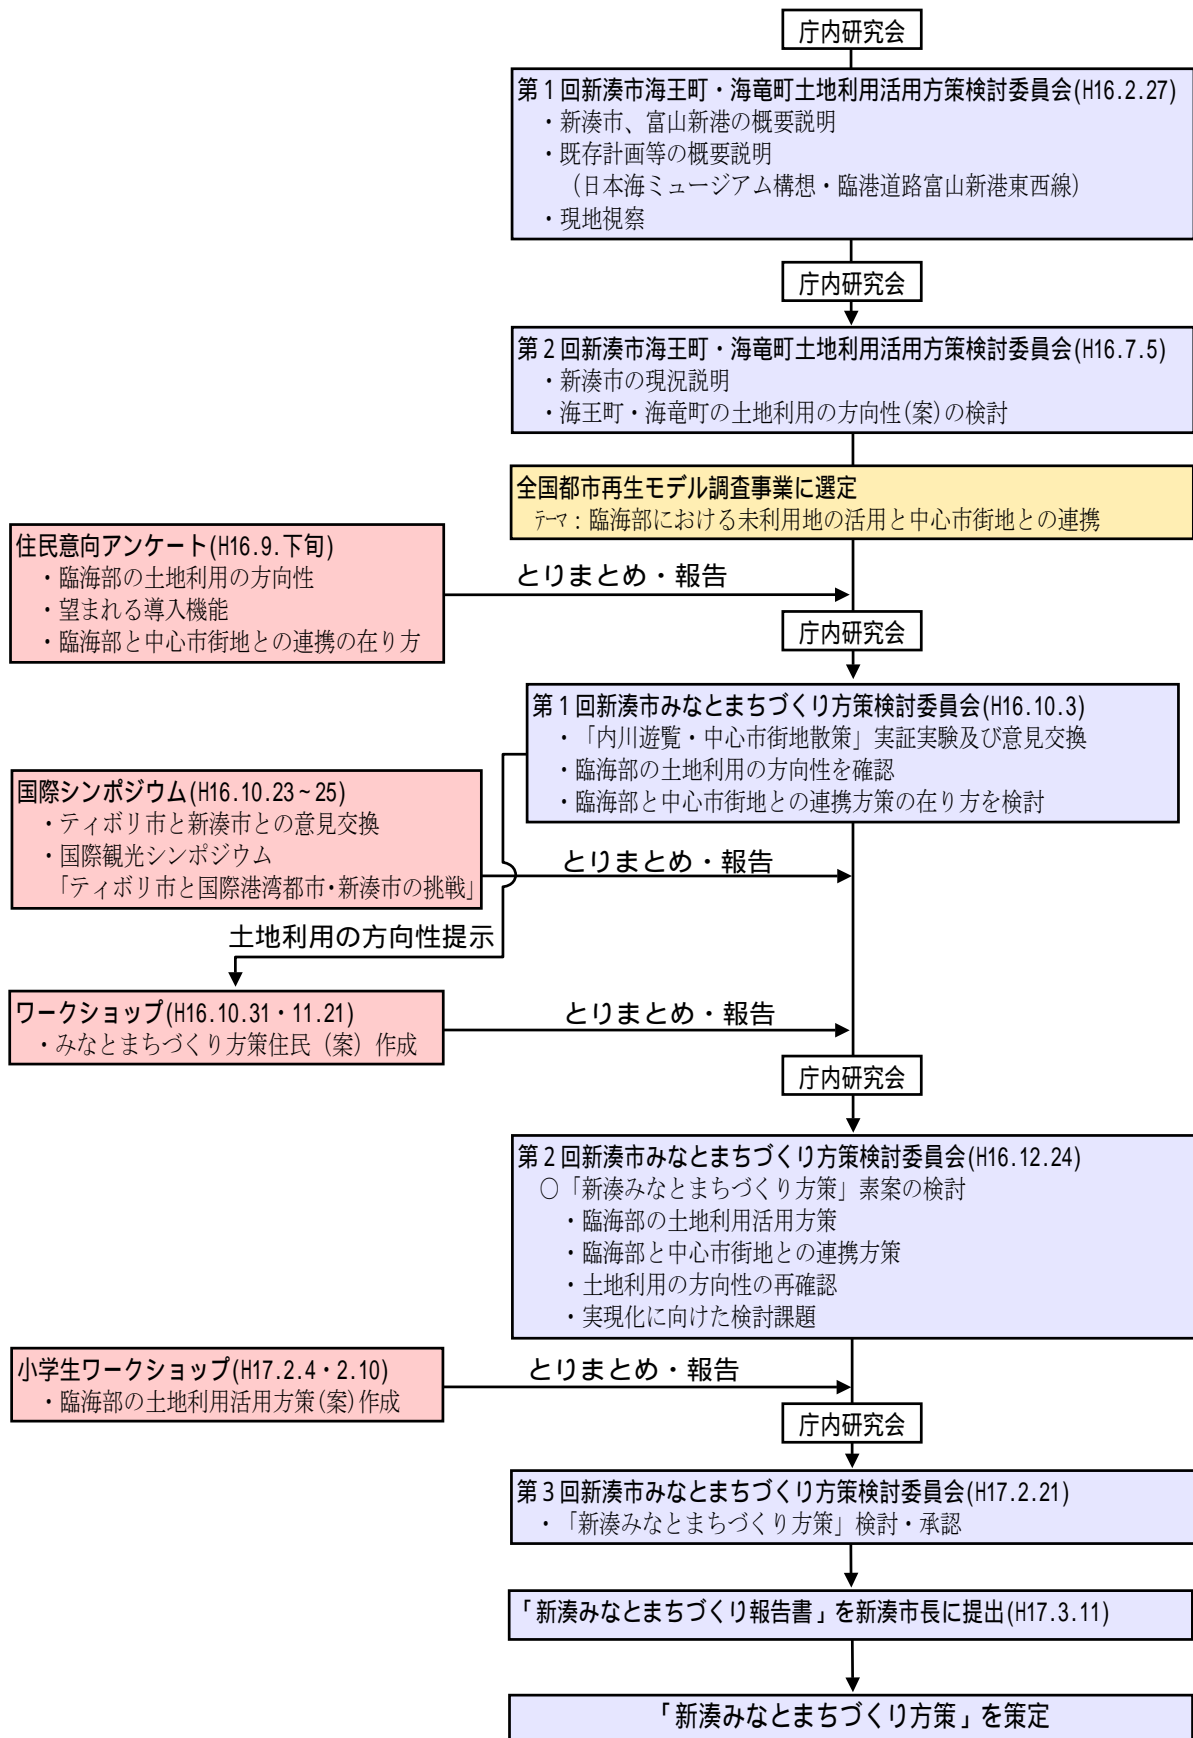 庁内研究会
第１回新湊市海王町・海竜町土地利用活用方策検討委員会(H16.2.27)
・新湊市、富山新港の概要説明
・既存計画等の概要説明
（日本海ミュージアム構想・臨港道路富山新港東西線）
・現地視察
庁内研究会
第２回新湊市海王町・海竜町土地利用活用方策検討委員会(H16.7.5)
・新湊市の現況説明
・海王町・海竜町の土地利用の方向性(案)の検討
全国都市再生モデル調査事業に選定
ﾃｰﾏ：臨海部における未利用地の活用と中心市街地との連携
住民意向アンケート(H16.9.下旬)
・臨海部の土地利用の方向性
・望まれる導入機能
・臨海部と中心市街地との連携の在り方
とりまとめ・報告
庁内研究会
第１回新湊市みなとまちづくり方策検討委員会(H16.10.3)
・「内川遊覧・中心市街地散策」実証実験及び意見交換
・臨海部の土地利用の方向性を確認
・臨海部と中心市街地との連携方策の在り方を検討
国際シンポジウム(H16.10.23～25)
・ティボリ市と新湊市との意見交換
・国際観光シンポジウム
「ティボリ市と国際港湾都市・新湊市の挑戦」
とりまとめ・報告
土地利用の方向性提示
ワークショップ(H16.10.31・11.21)
・みなとまちづくり方策住民（案）作成
とりまとめ・報告
庁内研究会
第２回新湊市みなとまちづくり方策検討委員会(H16.12.24)
○「新湊みなとまちづくり方策」素案の検討
・臨海部の土地利用活用方策
・臨海部と中心市街地との連携方策
・土地利用の方向性の再確認
・実現化に向けた検討課題
小学生ワークショップ(H17.2.4・2.10)
・臨海部の土地利用活用方策(案)作成
とりまとめ・報告
庁内研究会
第３回新湊市みなとまちづくり方策検討委員会(H17.2.21)
・「新湊みなとまちづくり方策」検討・承認
「新湊みなとまちづくり報告書」を新湊市長に提出(H17.3.11)
「新湊みなとまちづくり方策」を策定